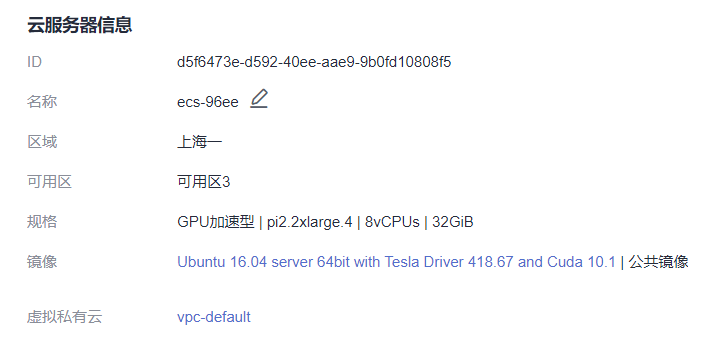 云服务器信息
ID d5f6473e-d592-40ee-aae9-9b0fd10808f5
名称 ecs-96ee
区域 上海一
可用区 可用区3
规格 GPU加速型 | pi2.2xlarge.4 | 8vCPUs | 32GiB
镜像 Ubuntu 16.04 server 64bit with Tesla Driver 418.67 and Cuda 10.1 | 公共镜像
虚拟私有云 vpc-default